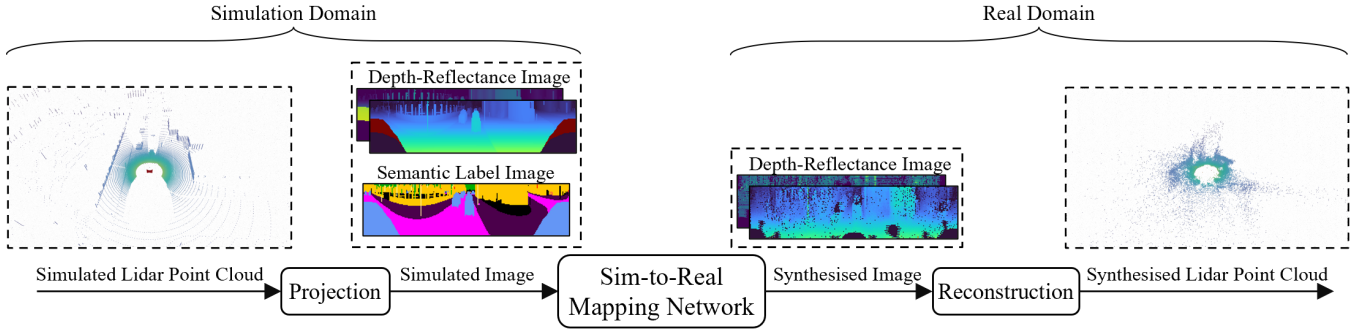 Simulation Domain
Real Domain
Depth-Reflectance Image
Semantic Label Image
Depth-Reflectance Image
Simulated Lidar Point Cloud
Projection
Simulated Image
Sim-to-Real
Mapping Network
Synthesised Image
Reconstruction
Synthesised Lidar Point Cloud